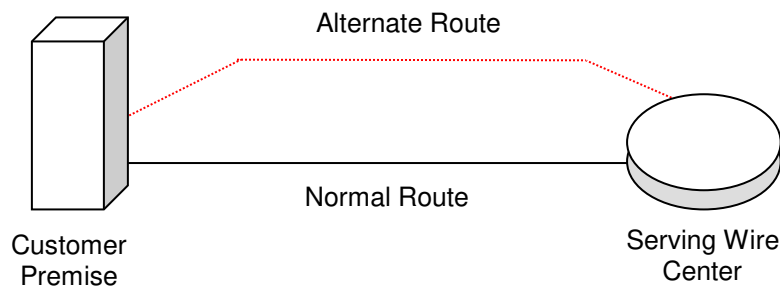 Alternate Route
Normal Route
Customer
Premise
Serving Wire
Center